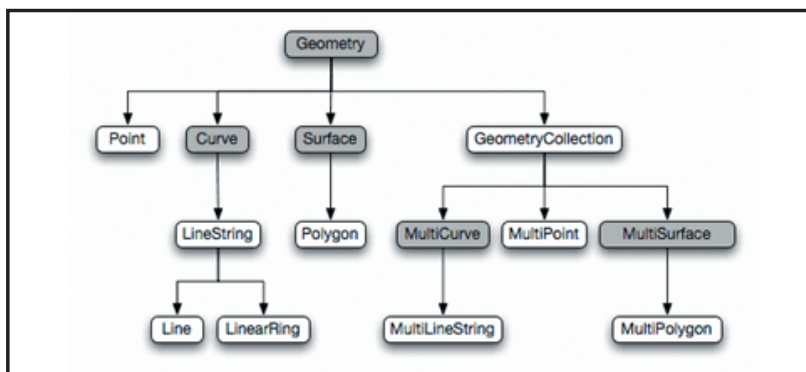 Geometry
Point Curve Surface GeometryCollection
LineString Polygon MultiCurve MultiPoint MultiSurface
Line LinearRing MultiLineString MultiPolygon